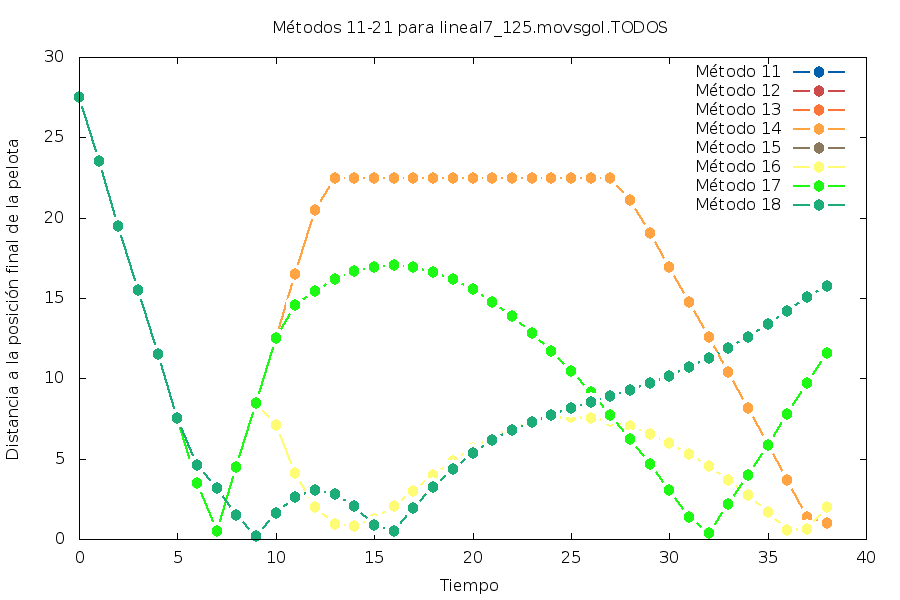 Métodos 11-21 para lineal7_125.movsgol.TODOS
30
25
20
15
10
5
0
0 5 10 15 20 25 30 35 40
Distancia a la posición final de la pelota
Tiempo
Método 11
Método 12
Método 13
Método 14
Método 15
Método 16
Método 17
Método 18